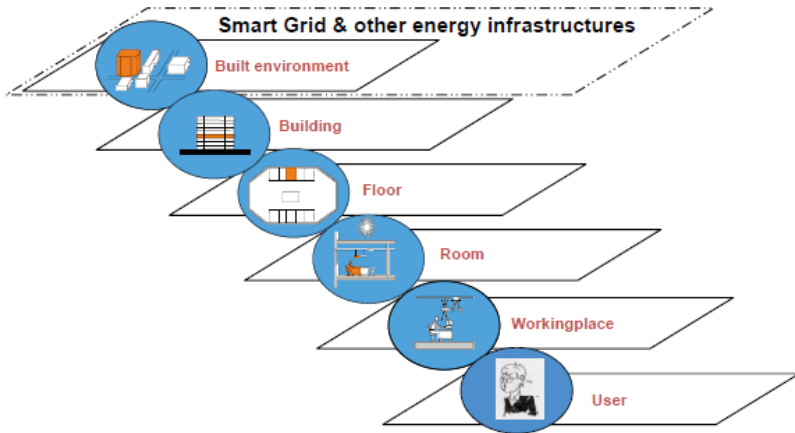 Smart Grid & other energy infrastructures
Built environment
Building
Floor
Room
Workingplace
User